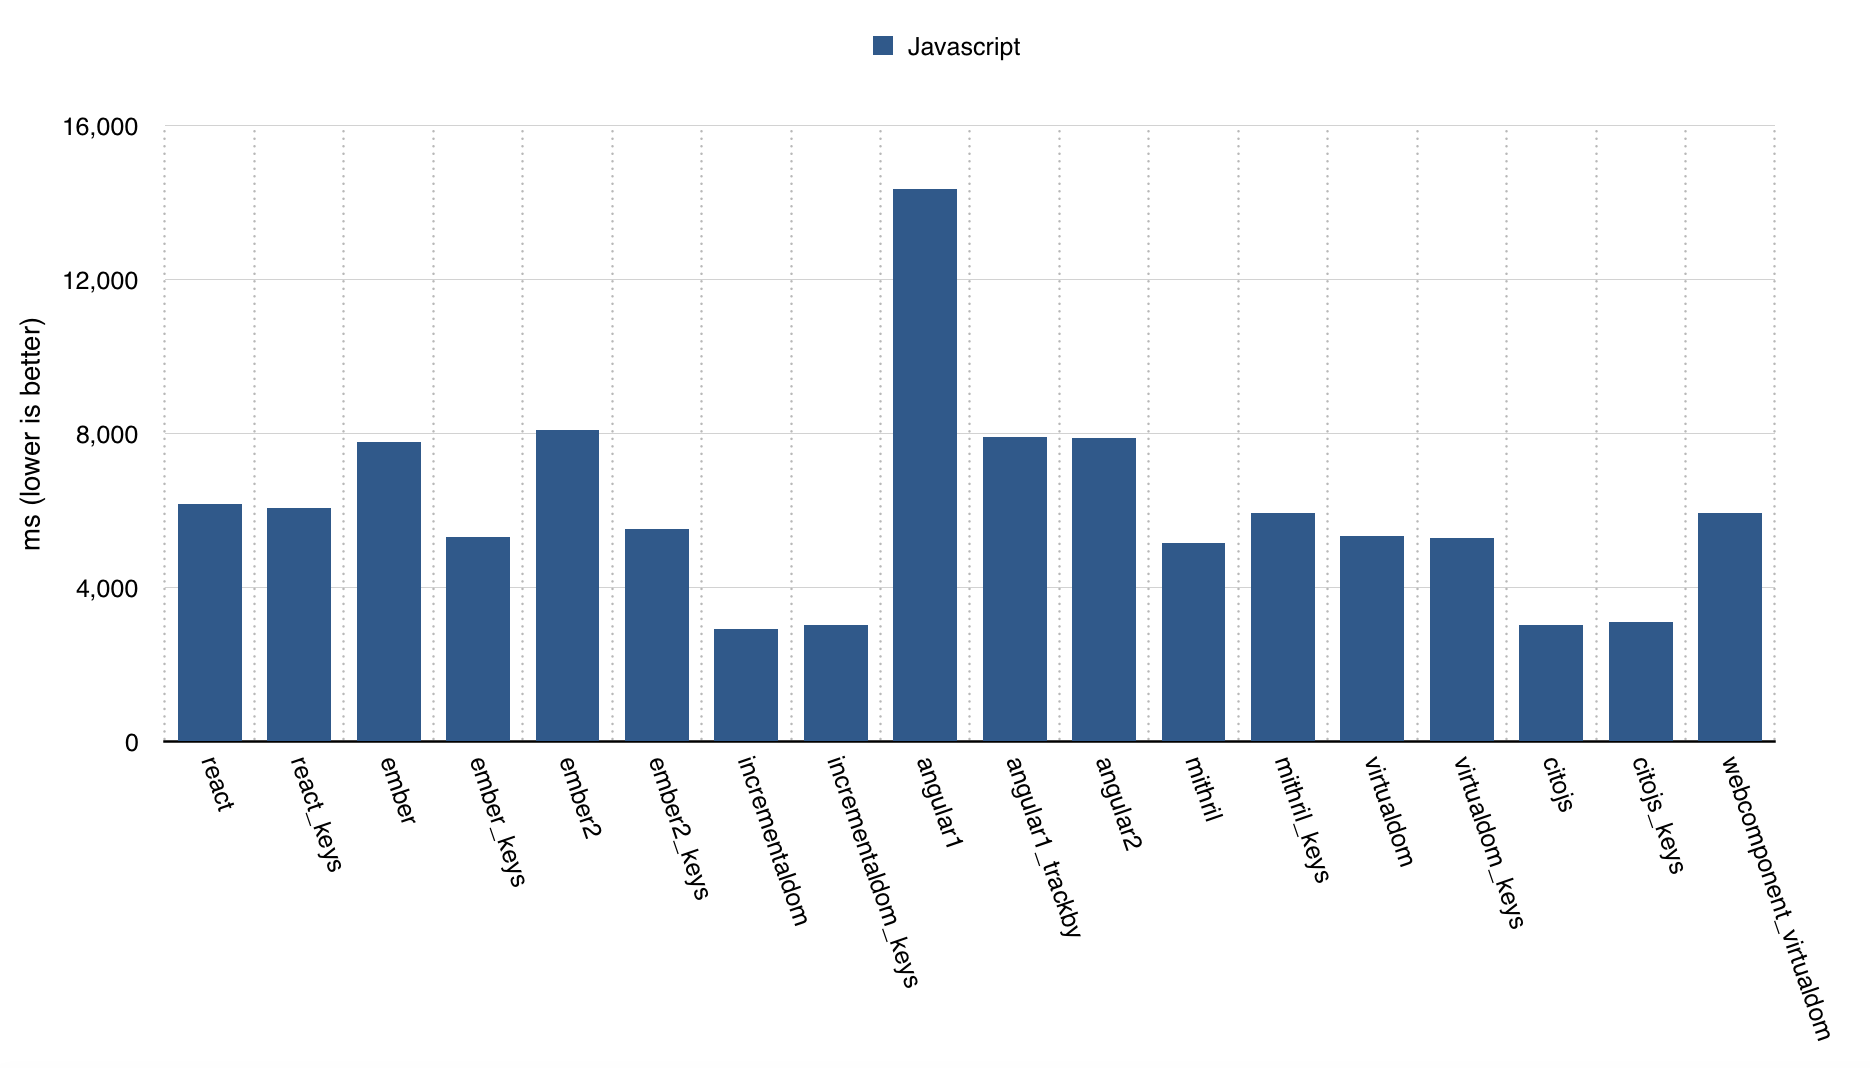 Javascript
16,000
12,000
8,000
4,000
0
ms (lower is better)
react
react_keys
ember
ember_keys
ember2
ember2_keys
incrementaldom
incrementaldom_keys
angular1
angular1_trackby
angular2
mithril
mithril_keys
virtualdom
virtualdom_keys
citojs
citojs_keys
webcomponent_virtualdom